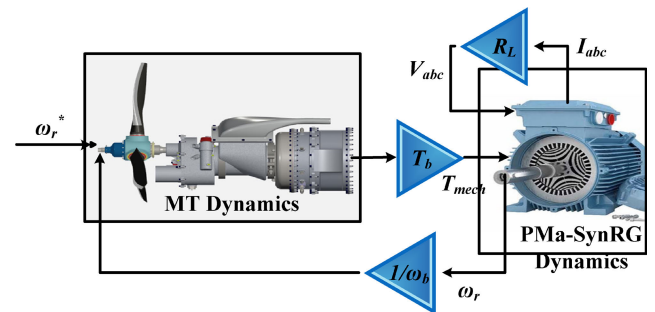 R_L
V_abc
I_abc
ω_r^*
T_b
T_mech
MT Dynamics
PMa-SynRG
Dynamics
1/ω_b
ω_r